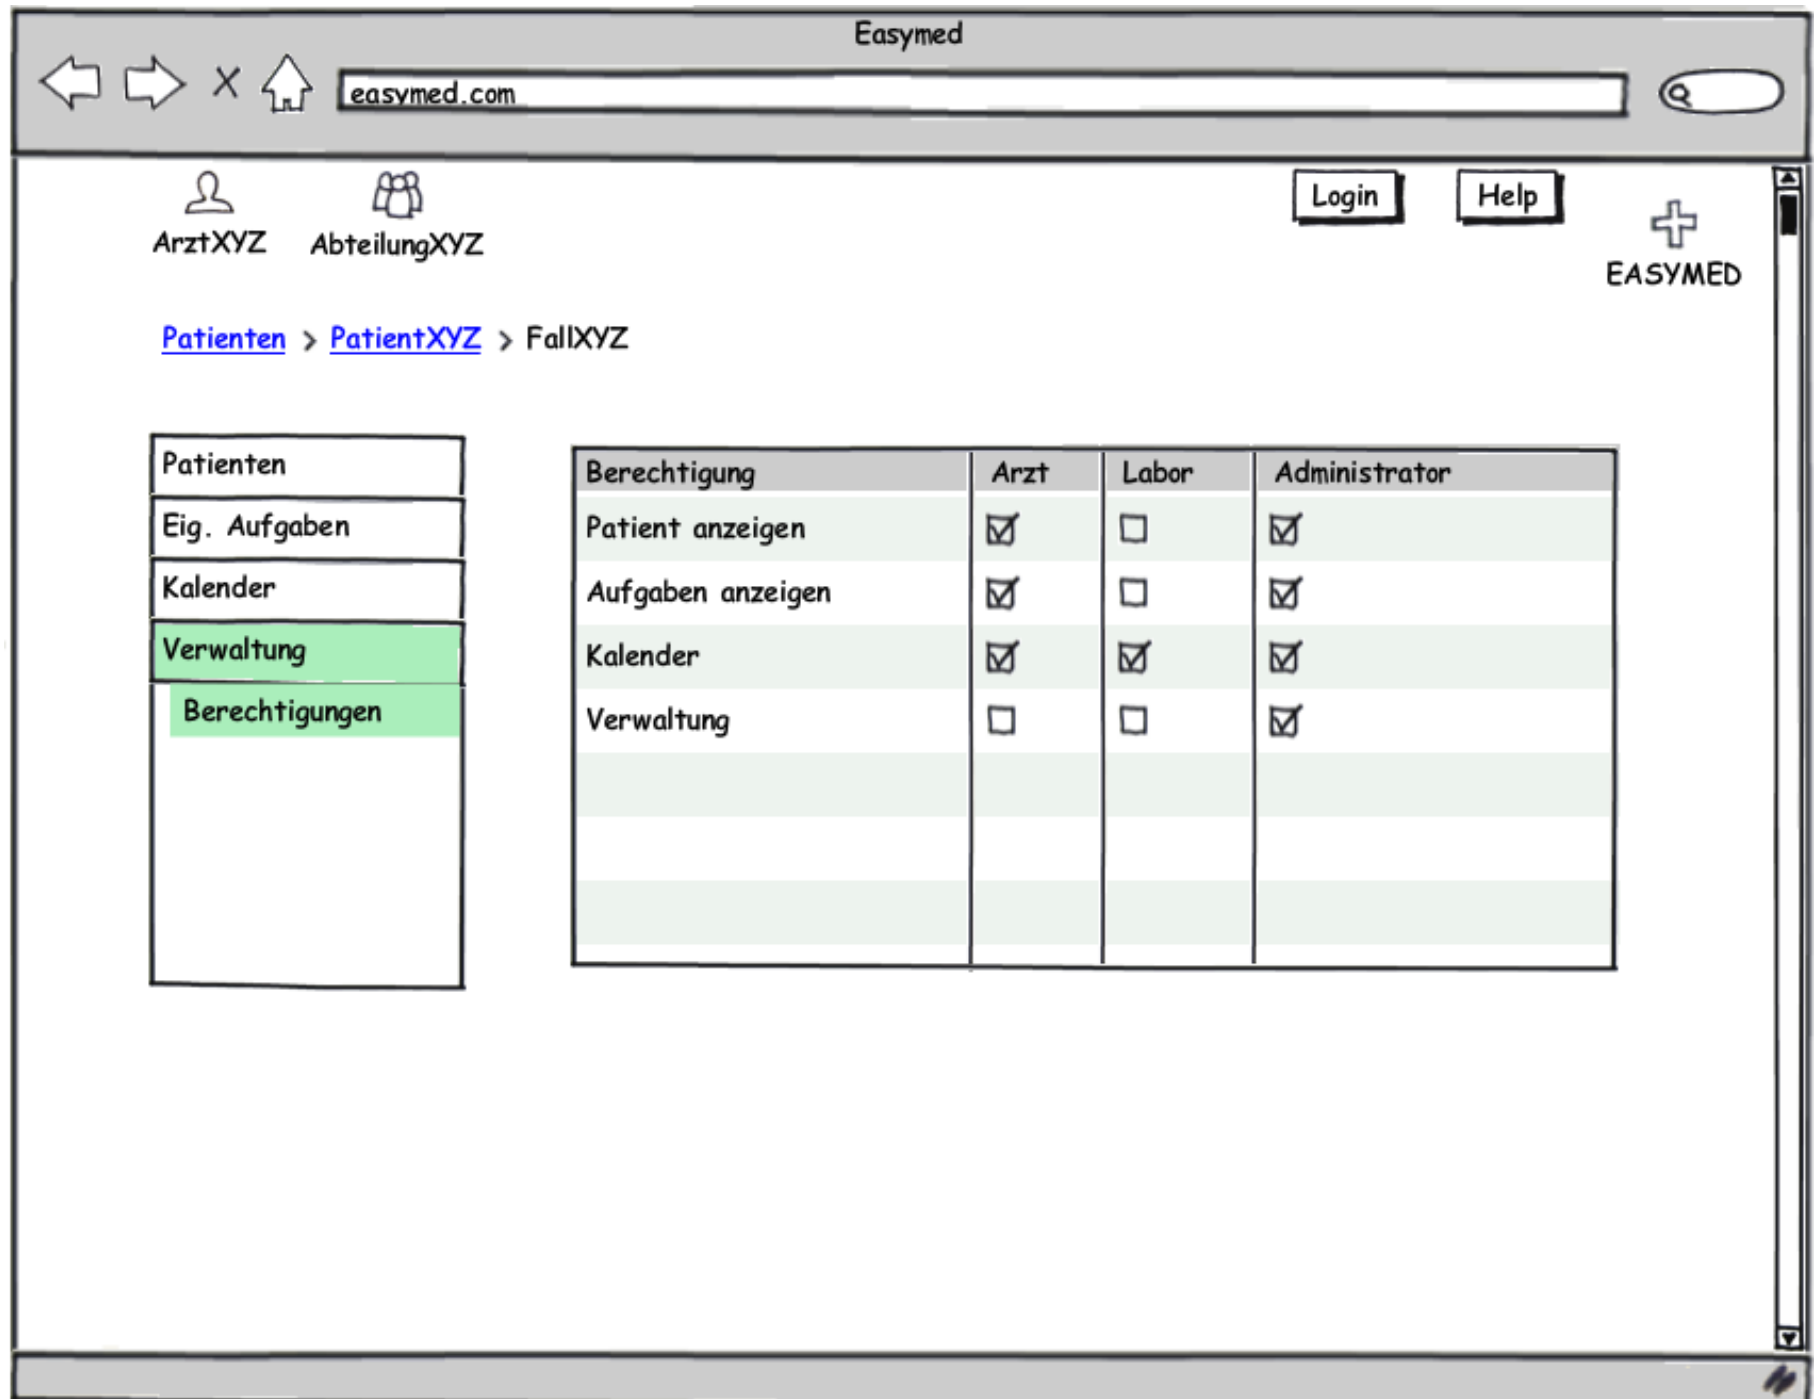 Easymed
easymed.com
Login Help
ArztXYZ AbteilungXYZ
EASYMED
Patienten > PatientXYZ > FallXYZ
Patienten
Eig. Aufgaben
Kalender
Verwaltung
Berechtigungen
Berechtigung Arzt Labor Administrator
Patient anzeigen
Aufgaben anzeigen
Kalender
Verwaltung